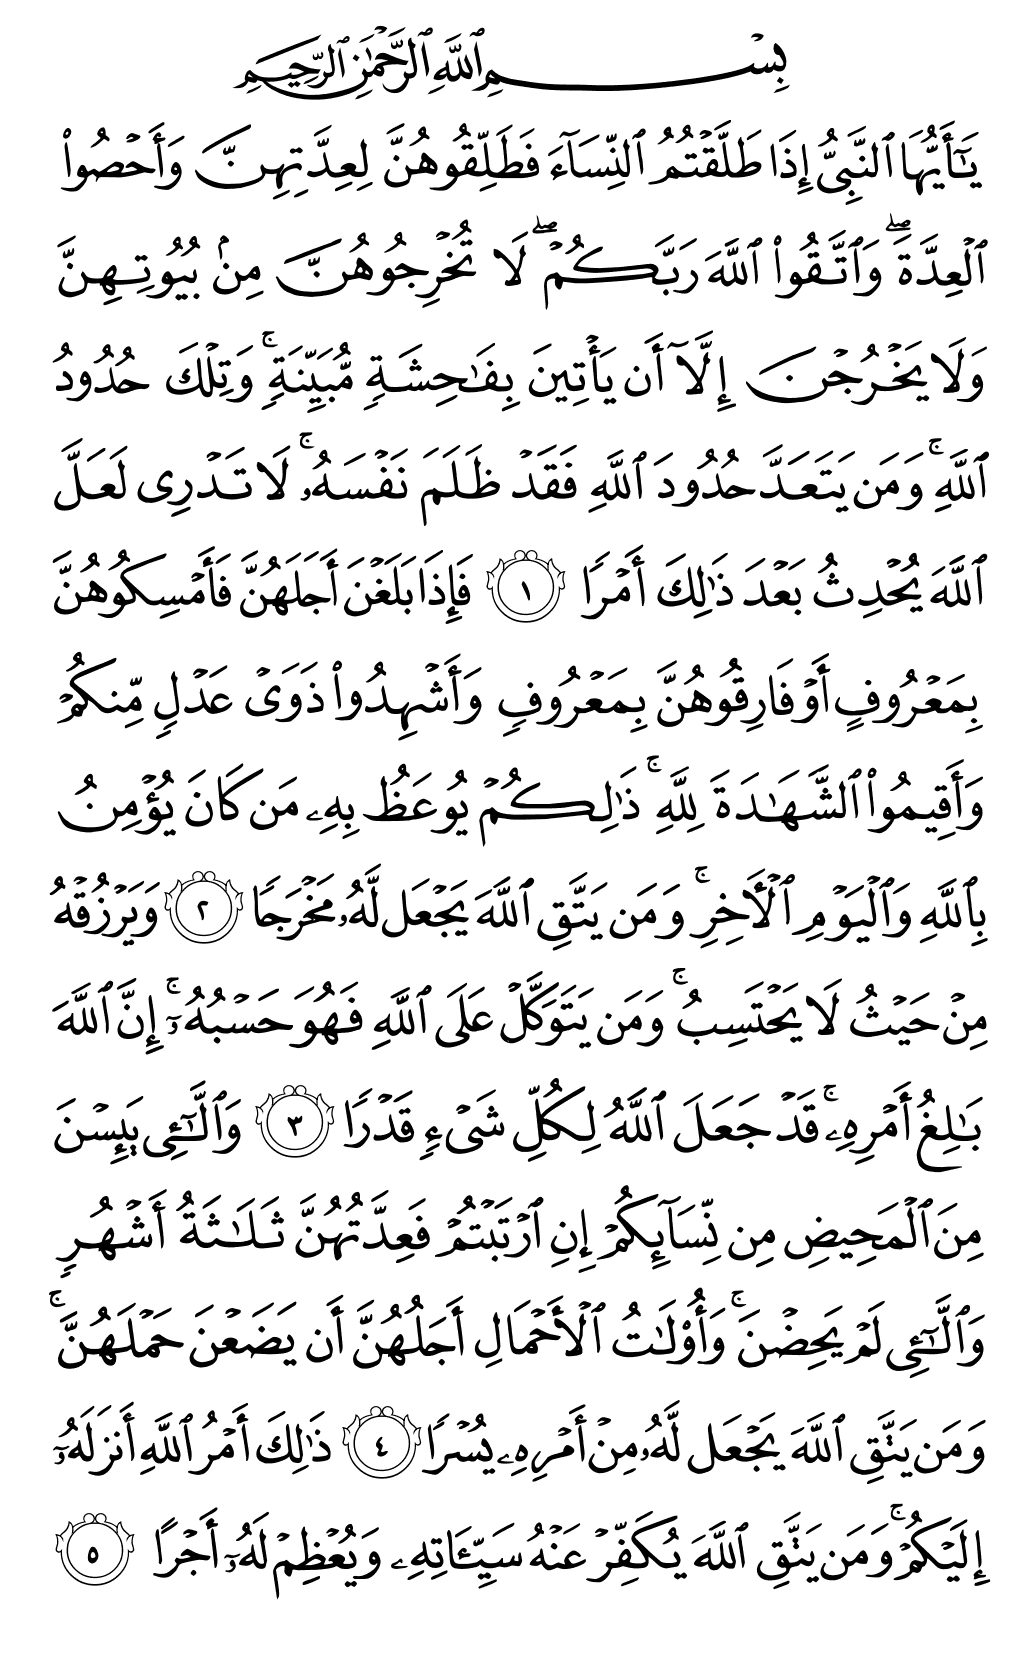 بِسْمِ ٱللَّهِ ٱلرَّحْمَٰنِ ٱلرَّحِيمِ
يَٰٓأَيُّهَا ٱلنَّبِىُّ إِذَا طَلَّقْتُمُ ٱلنِّسَآءَ فَطَلِّقُوهُنَّ لِعِدَّتِهِنَّ وَأَحْصُوا۟
ٱلْعِدَّةَ ۖ وَٱتَّقُوا۟ ٱللَّهَ رَبَّكُمْ ۖ لَا تُخْرِجُوهُنَّ مِنۢ بُيُوتِهِنَّ
وَلَا يَخْرُجْنَ إِلَّآ أَن يَأْتِينَ بِفَٰحِشَةٍ مُّبَيِّنَةٍ ۚ وَتِلْكَ حُدُودُ
ٱللَّهِ ۚ وَمَن يَتَعَدَّ حُدُودَ ٱللَّهِ فَقَدْ ظَلَمَ نَفْسَهُۥ ۚ لَا تَدْرِى لَعَلَّ
ٱللَّهَ يُحْدِثُ بَعْدَ ذَٰلِكَ أَمْرًا ١ فَإِذَا بَلَغْنَ أَجَلَهُنَّ فَأَمْسِكُوهُنَّ
بِمَعْرُوفٍ أَوْ فَارِقُوهُنَّ بِمَعْرُوفٍ وَأَشْهِدُوا۟ ذَوَىْ عَدْلٍ مِّنكُمْ
وَأَقِيمُوا۟ ٱلشَّهَٰدَةَ لِلَّهِ ۚ ذَٰلِكُمْ يُوعَظُ بِهِۦ مَن كَانَ يُؤْمِنُ
بِٱللَّهِ وَٱلْيَوْمِ ٱلْءَاخِرِ ۚ وَمَن يَتَّقِ ٱللَّهَ يَجْعَل لَّهُۥ مَخْرَجًا ٢ وَيَرْزُقْهُ
مِنْ حَيْثُ لَا يَحْتَسِبُ ۚ وَمَن يَتَوَكَّلْ عَلَى ٱللَّهِ فَهُوَ حَسْبُهُۥٓ ۚ إِنَّ ٱللَّهَ
بَٰلِغُ أَمْرِهِۦ ۚ قَدْ جَعَلَ ٱللَّهُ لِكُلِّ شَىْءٍ قَدْرًا ٣ وَٱلَّٰٓـِٔى يَئِسْنَ
مِنَ ٱلْمَحِيضِ مِن نِّسَآئِكُمْ إِنِ ٱرْتَبْتُمْ فَعِدَّتُهُنَّ ثَلَٰثَةُ أَشْهُرٍ
وَٱلَّٰٓـِٔى لَمْ يَحِضْنَ ۚ وَأُو۟لَٰتُ ٱلْأَحْمَالِ أَجَلُهُنَّ أَن يَضَعْنَ حَمْلَهُنَّ ۚ
وَمَن يَتَّقِ ٱللَّهَ يَجْعَل لَّهُۥ مِنْ أَمْرِهِۦ يُسْرًا ٤ ذَٰلِكَ أَمْرُ ٱللَّهِ أَنزَلَهُۥٓ
إِلَيْكُمْ ۚ وَمَن يَتَّقِ ٱللَّهَ يُكَفِّرْ عَنْهُ سَيِّـَٔاتِهِۦ وَيُعْظِمْ لَهُۥٓ أَجْرًا ٥